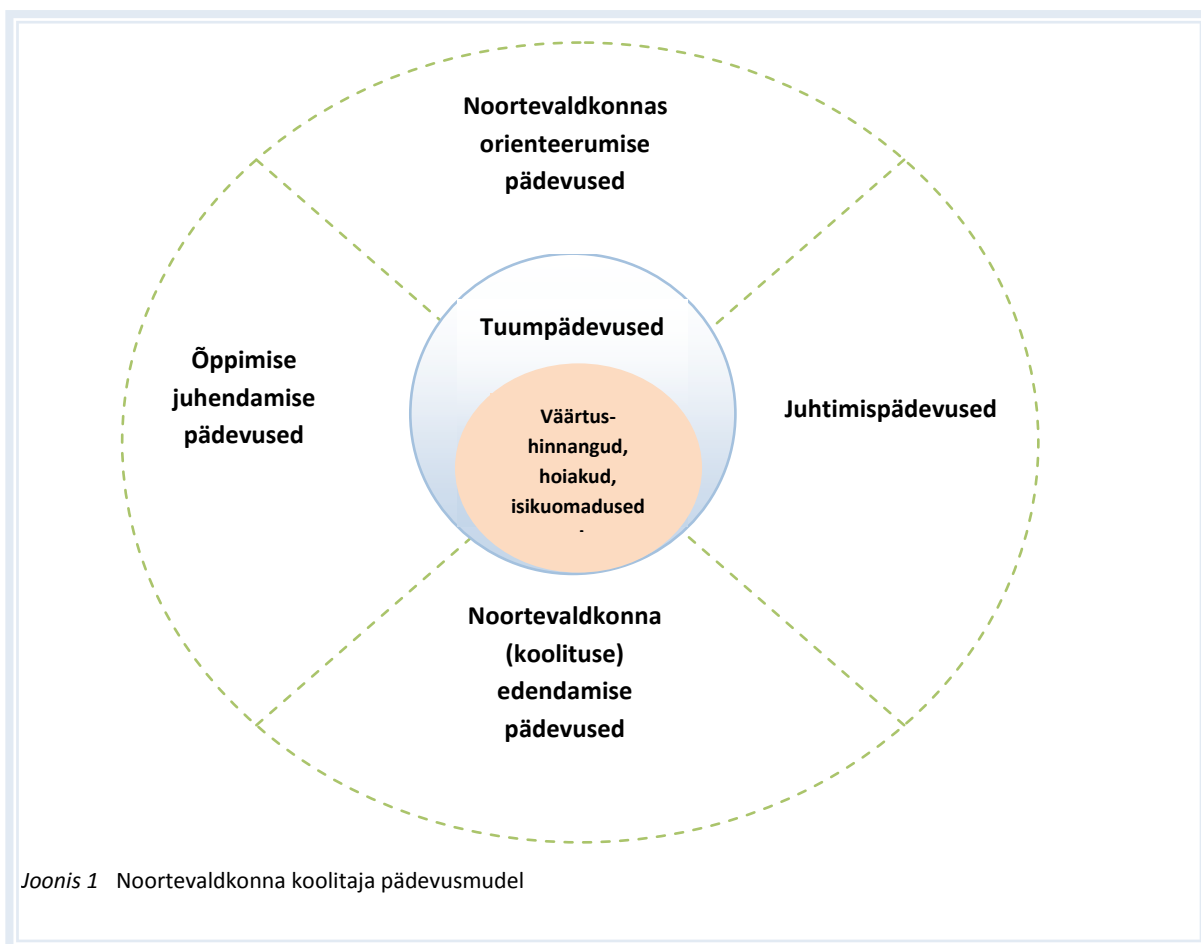 Noortevaldkonnas
orienteerumise
pädevused
Tuumpädevused
Õppimise
juhendamise
pädevused
Väärtus-
hinnangud,
hoiakud,
isikuomadused
Juhtimispädevused
Noortevaldkonna
(koolituse)
edendamise
pädevused
Joonis 1 Noortevaldkonna koolitaja pädevusmudel